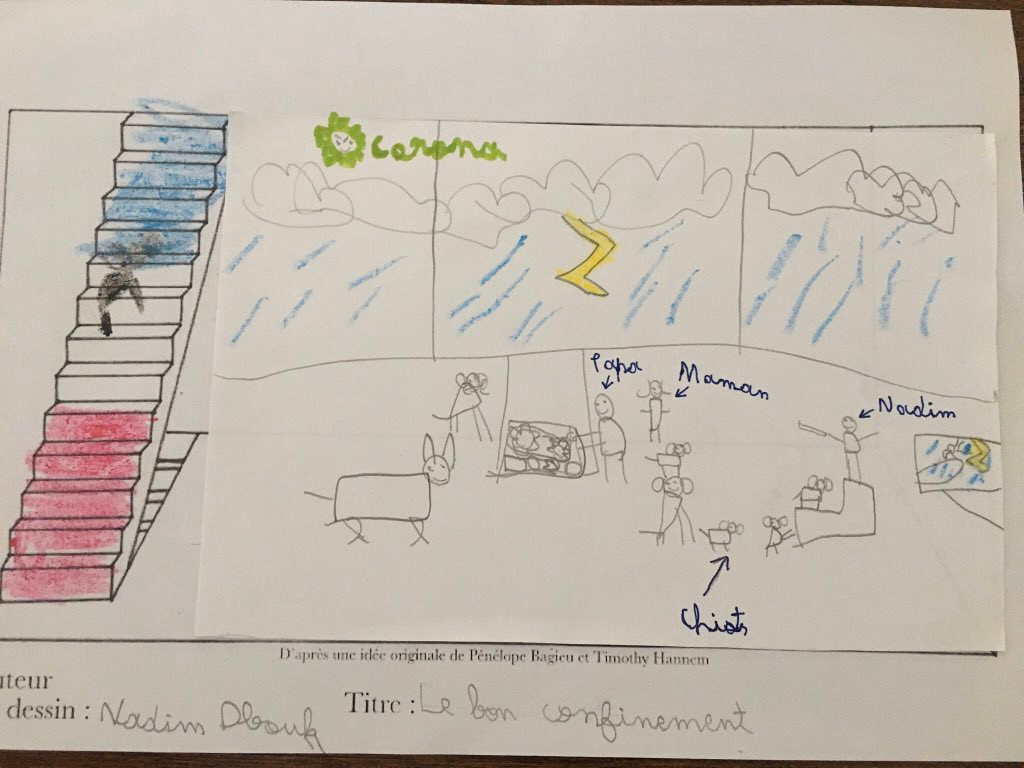 corona
Papa
Maman
Nadim
Chiots
D'après une idée originale de Pénélope Bagieu et Timothy Hannem
uteur
dessin : Nadim Dbouk
Titre : Le bon confinement